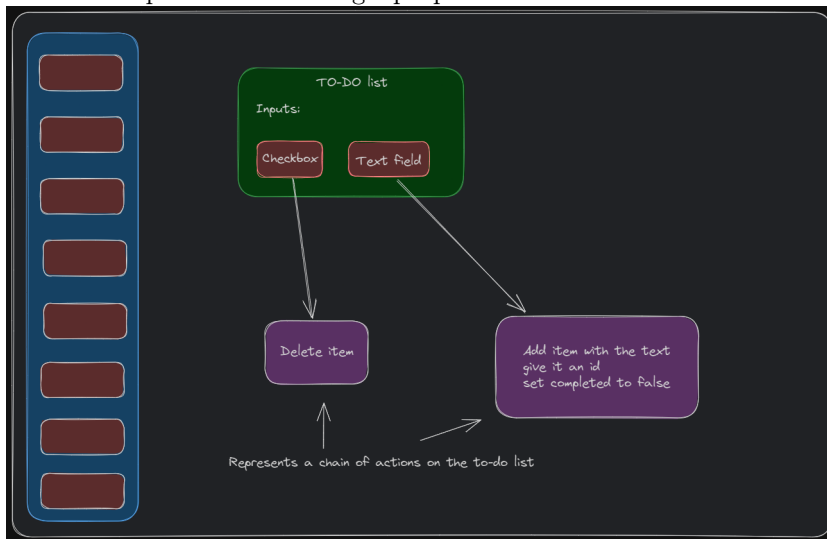 TO-DO list
Inputs:
Checkbox
Text field
Delete item
Add item with the text
give it an id
set completed to false
Represents a chain of actions on the to-do list